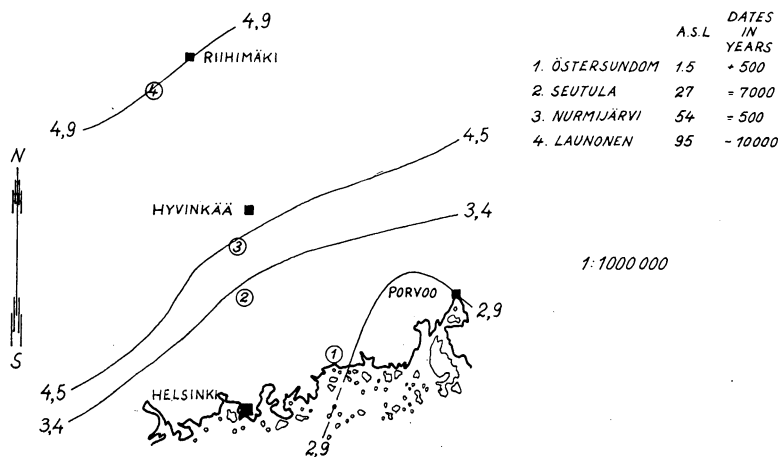 4,9
RIIHIMÄKI
4
4,9
A.S.L DATES IN YEARS
1. ÖSTERSUNDOM 1.5 + 500
2. SEUTULA 27 = 7000
3. NURMIJÄRVI 54 = 500
4. LAUNONEN 95 ~ 10000
N
S
4,5
HYVINKÄÄ
3
3,4
2
1:1000 000
PORVOO
2,9
1
4,5
HELSINKI
3,4
2,9